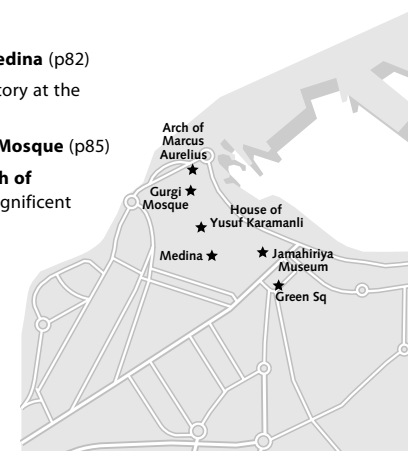 edina (p82)
tory at the
Mosque (p85)
h of
gnificent
Arch of
Marcus
Aurelius
Gurgi
Mosque
House of
Yusuf Karamanli
Medina
Jamahiriya
Museum
Green Sq